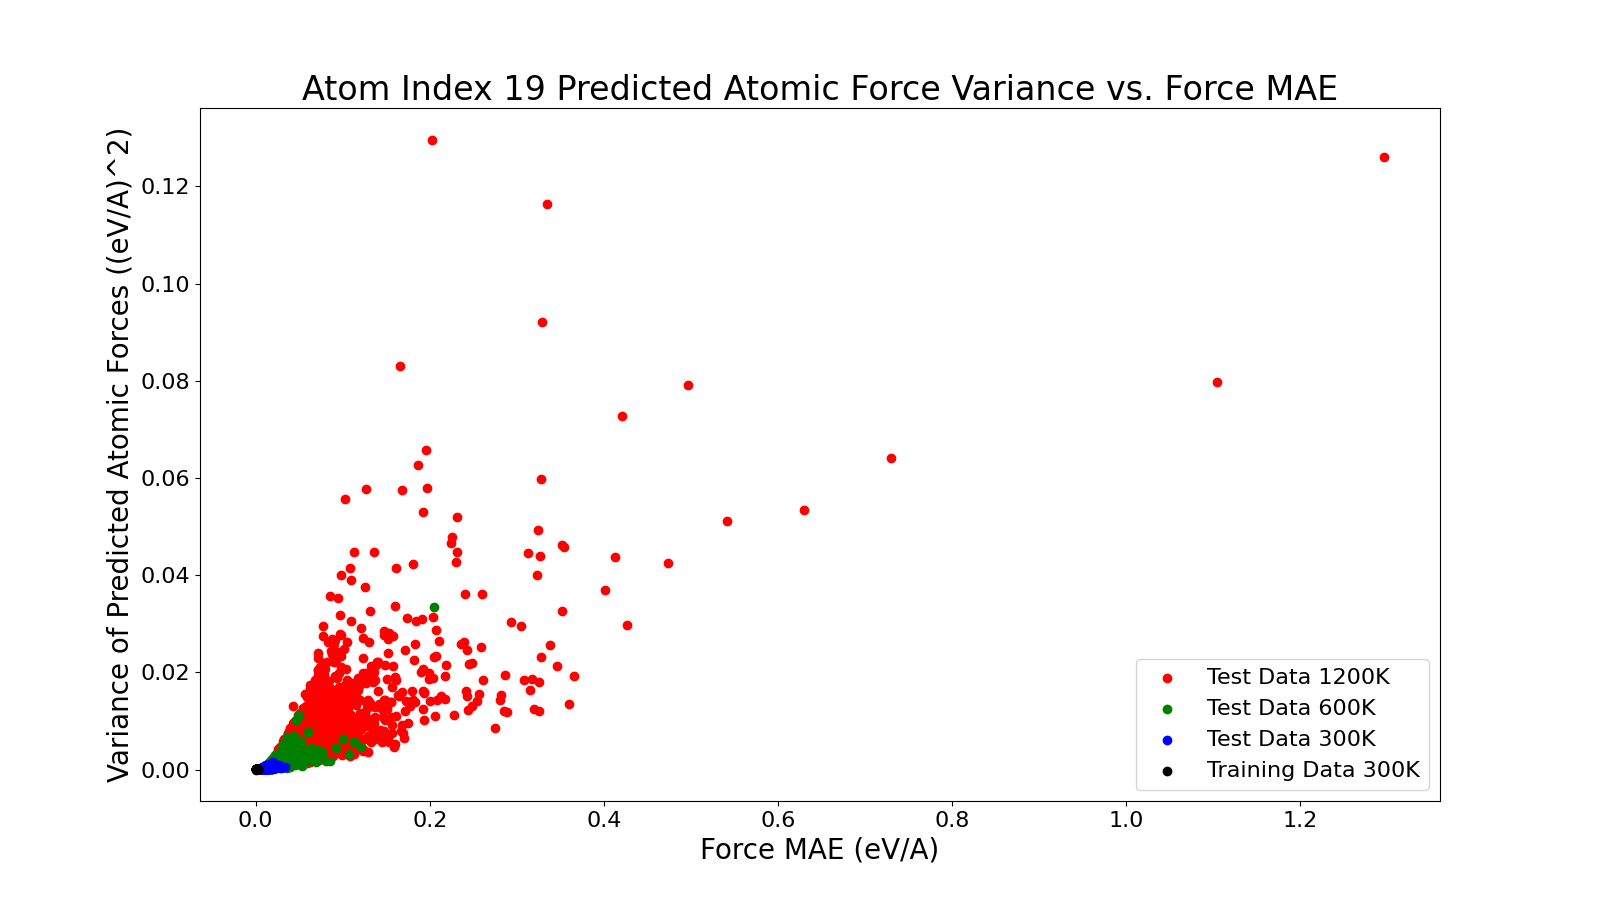 Atom Index 19 Predicted Atomic Force Variance vs. Force MAE
Variance of Predicted Atomic Forces ((eV/A)^2)
0.12
0.10
0.08
0.06
0.04
0.02
0.00
0.0 0.2 0.4 0.6 0.8 1.0 1.2
Force MAE (eV/A)
Test Data 1200K
Test Data 600K
Test Data 300K
Training Data 300K